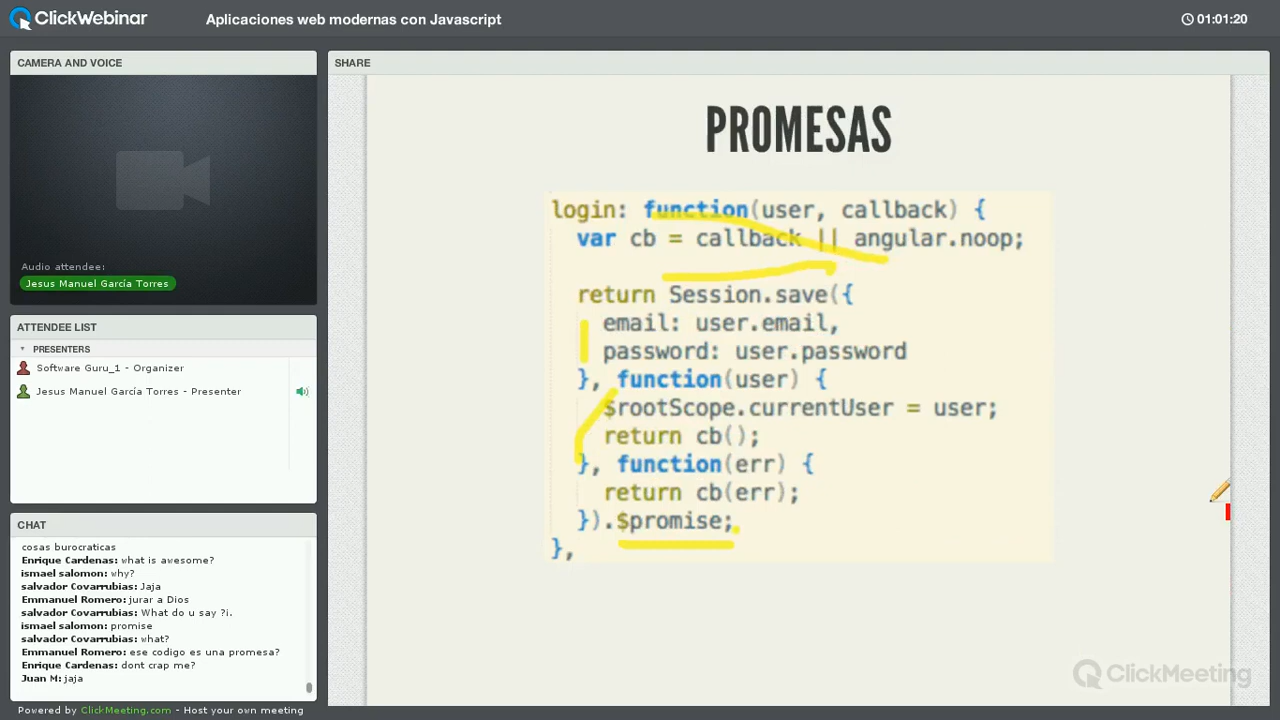 ClickWebinar
Aplicaciones web modernas con Javascript
01:01:20
CAMERA AND VOICE
Audio attendee:
Jesus Manuel García Torres
ATTENDEE LIST
PRESENTERS
Software Guru_1 - Organizer
Jesus Manuel García Torres - Presenter
CHAT
cosas burocraticas
Enrique Cardenas: what is awesome?
ismael salomon: why?
salvador Covarrubias: Jaja
Emmanuel Romero: jurar a Dios
salvador Covarrubias: What do u say ?i.
ismael salomon: promise
salvador Covarrubias: what?
Emmanuel Romero: ese codigo es una promesa?
Enrique Cardenas: dont crap me?
Juan M: jaja
Powered by ClickMeeting.com - Host your own meeting
SHARE
PROMESAS
login: function(user, callback) {
var cb = callback || angular.noop;
return Session.save({
email: user.email,
password: user.password
}, function(user) {
$rootScope.currentUser = user;
return cb();
}, function(err) {
return cb(err);
}).$promise;
},
ClickMeeting